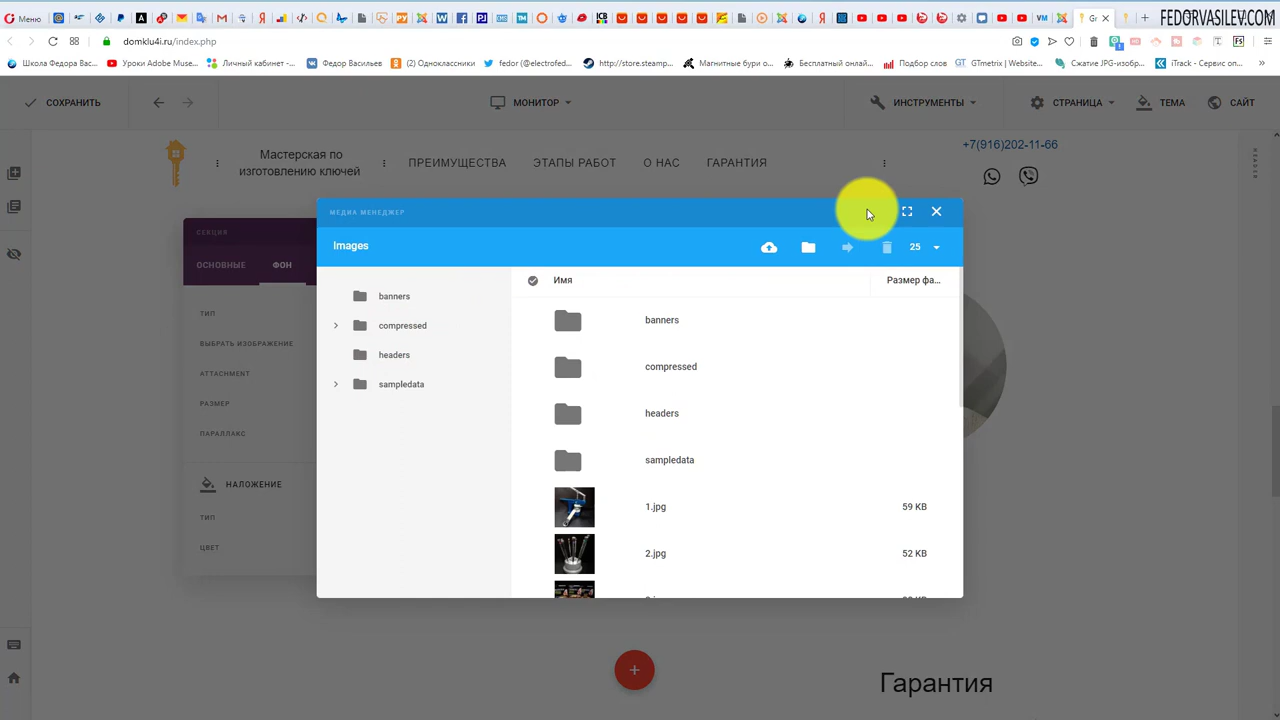 Меню
Gr
FEDORVASILEV.COM
domklu4i.ru/index.php
Школа Федора Вас...
Уроки Adobe Muse...
Личный кабинет -...
Федор Васильев
(2) Одноклассники
fedor (@electrofed...
http://store.steamp...
Магнитные бури о...
Бесплатный онлай...
Подбор слов
GTmetrix | Website...
Сжатие JPG-изобр...
iTrack - Сервис оп...
СОХРАНИТЬ
МОНИТОР
ИНСТРУМЕНТЫ
СТРАНИЦА
ТЕМА
САЙТ
Мастерская по
изготовлению ключей
ПРЕИМУЩЕСТВА
ЭТАПЫ РАБОТ
О НАС
ГАРАНТИЯ
+7(916)202-11-66
HEADER
МЕДИА МЕНЕДЖЕР
СЕКЦИЯ
Images
25
ОСНОВНЫЕ
ФОН
Имя
Размер фа...
banners
compressed
headers
sampledata
banners
compressed
headers
sampledata
1.jpg
59 KB
2.jpg
52 KB
ТИП
ВЫБРАТЬ ИЗОБРАЖЕНИЕ
ATTACHMENT
РАЗМЕР
ПАРАЛЛАКС
НАЛОЖЕНИЕ
ТИП
ЦВЕТ
Гарантия